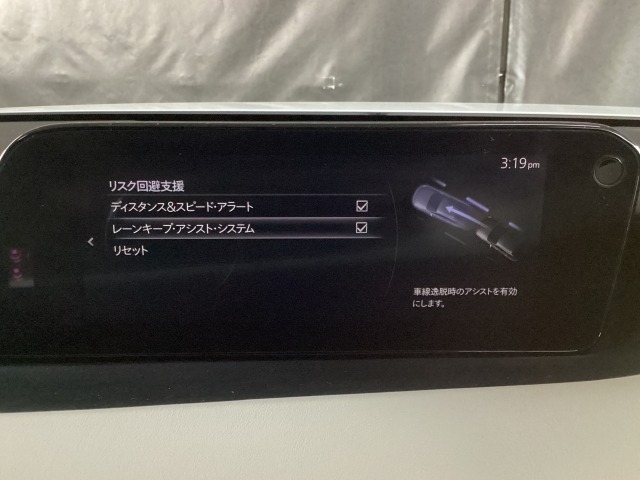 3:19pm
リスク回避支援
ディスタンス&スピード・アラート
レーンキープ・アシスト・システム
リセット
車線逸脱時のアシストを有効
にします。